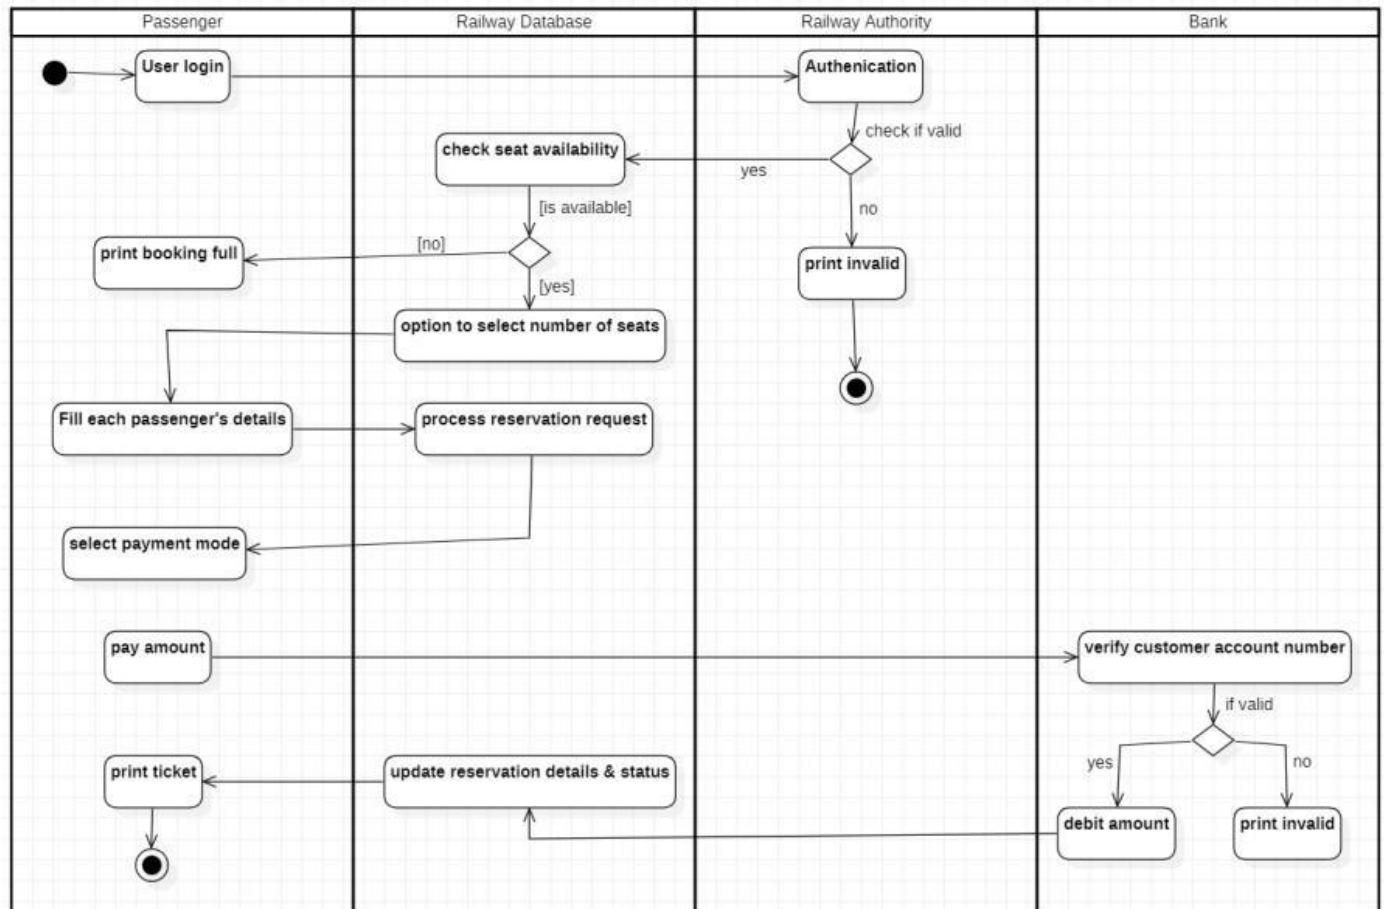 Passenger
Railway Database
Railway Authority
Bank
User login
Authenication
check if valid
check seat availability
yes
[is available]
no
print booking full
[no]
print invalid
[yes]
option to select number of seats
Fill each passenger's details
process reservation request
select payment mode
pay amount
verify customer account number
if valid
yes
no
print ticket
update reservation details & status
debit amount
print invalid